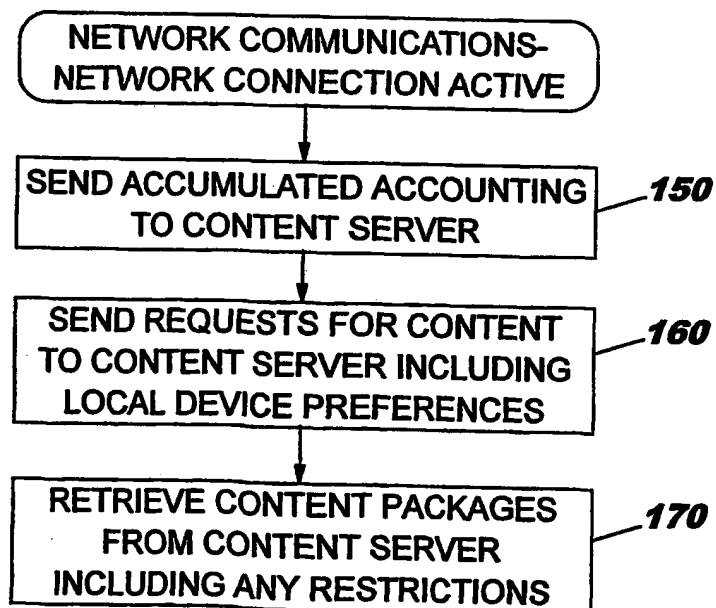 NETWORK COMMUNICATIONS-
NETWORK CONNECTION ACTIVE
SEND ACCUMULATED ACCOUNTING
TO CONTENT SERVER
150
SEND REQUESTS FOR CONTENT
TO CONTENT SERVER INCLUDING
LOCAL DEVICE PREFERENCES
160
RETRIEVE CONTENT PACKAGES
FROM CONTENT SERVER
INCLUDING ANY RESTRICTIONS
170